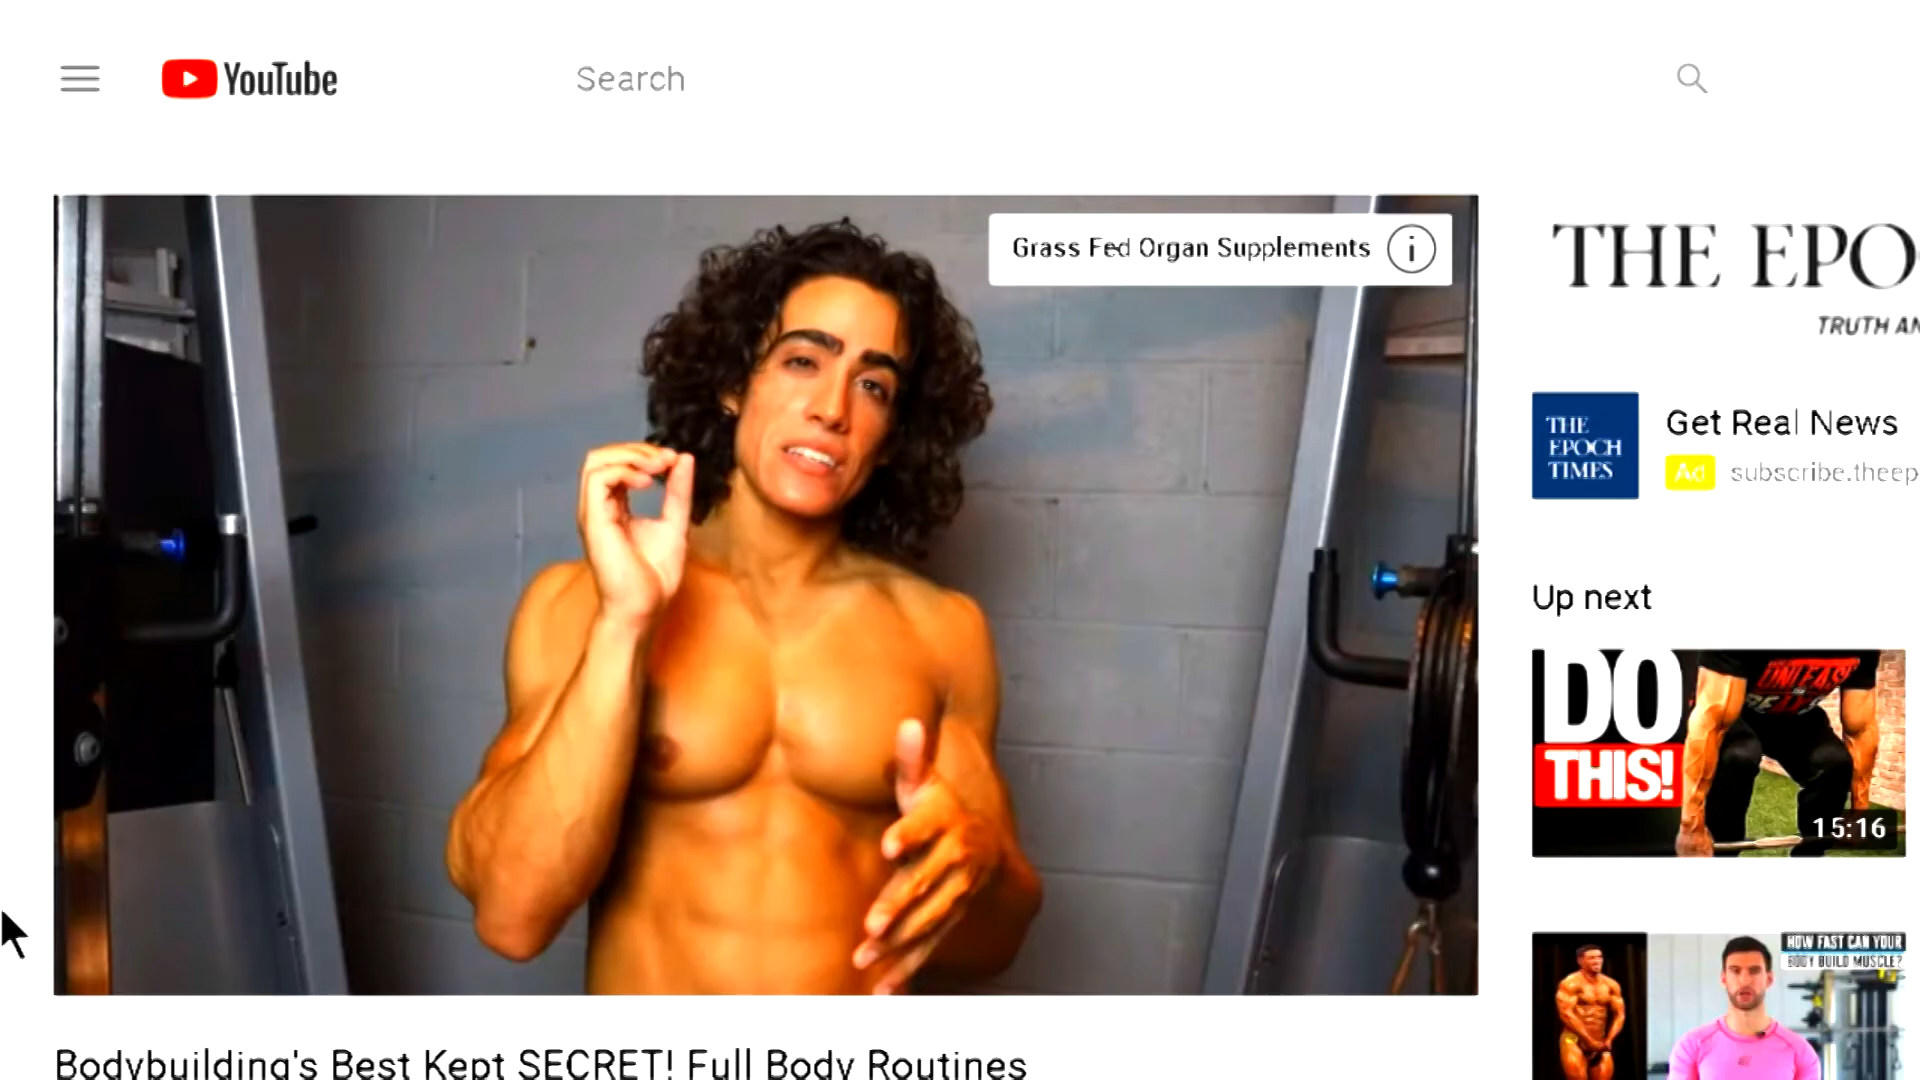 YouTube
Search
Grass Fed Organ Supplements
THE EPO
TRUTH AN
THE
EPOCH
TIMES
Get Real News
Ad subscribe.theep
Up next
DO
THIS!
UNLEAS
15:16
HOW FAST CAN YOUR
BODY BUILD MUSCLE?
Bodybuilding's Best Kept SECRET! Full Body Routines